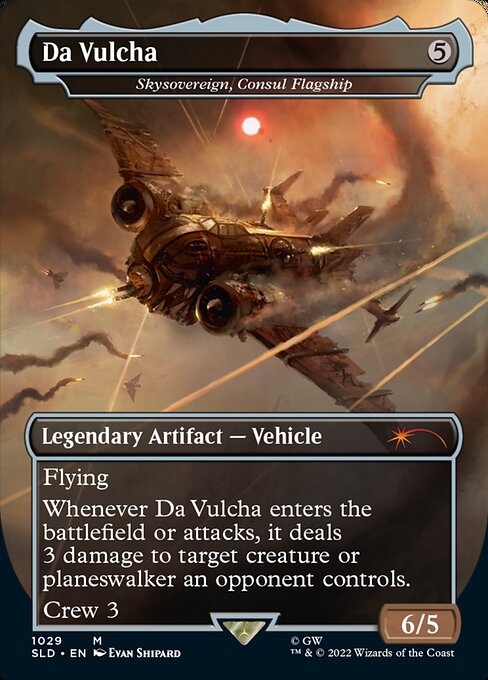 Da Vulcha 5
Skysovereign, Consul Flagship
Legendary Artifact — Vehicle
Flying
Whenever Da Vulcha enters the
battlefield or attacks, it deals
3 damage to target creature or
planeswalker an opponent controls.
Crew 3
6/5
1029 M
SLD • EN Evan Shipard
© GW
™ & © 2022 Wizards of the Coast